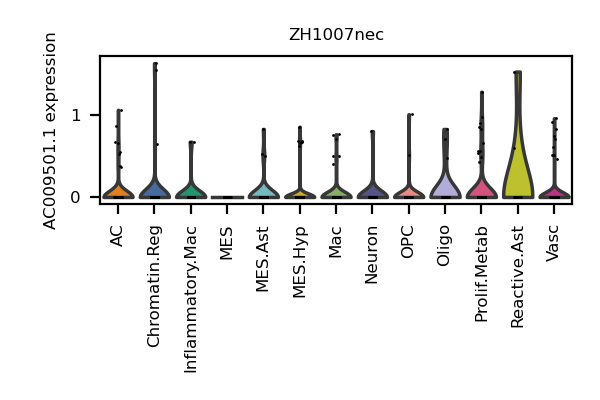 ZH1007nec
AC009501.1 expression
1
0
AC
Chromatin.Reg
Inflammatory.Mac
MES
MES.Ast
MES.Hyp
Mac
Neuron
OPC
Oligo
Prolif.Metab
Reactive.Ast
Vasc